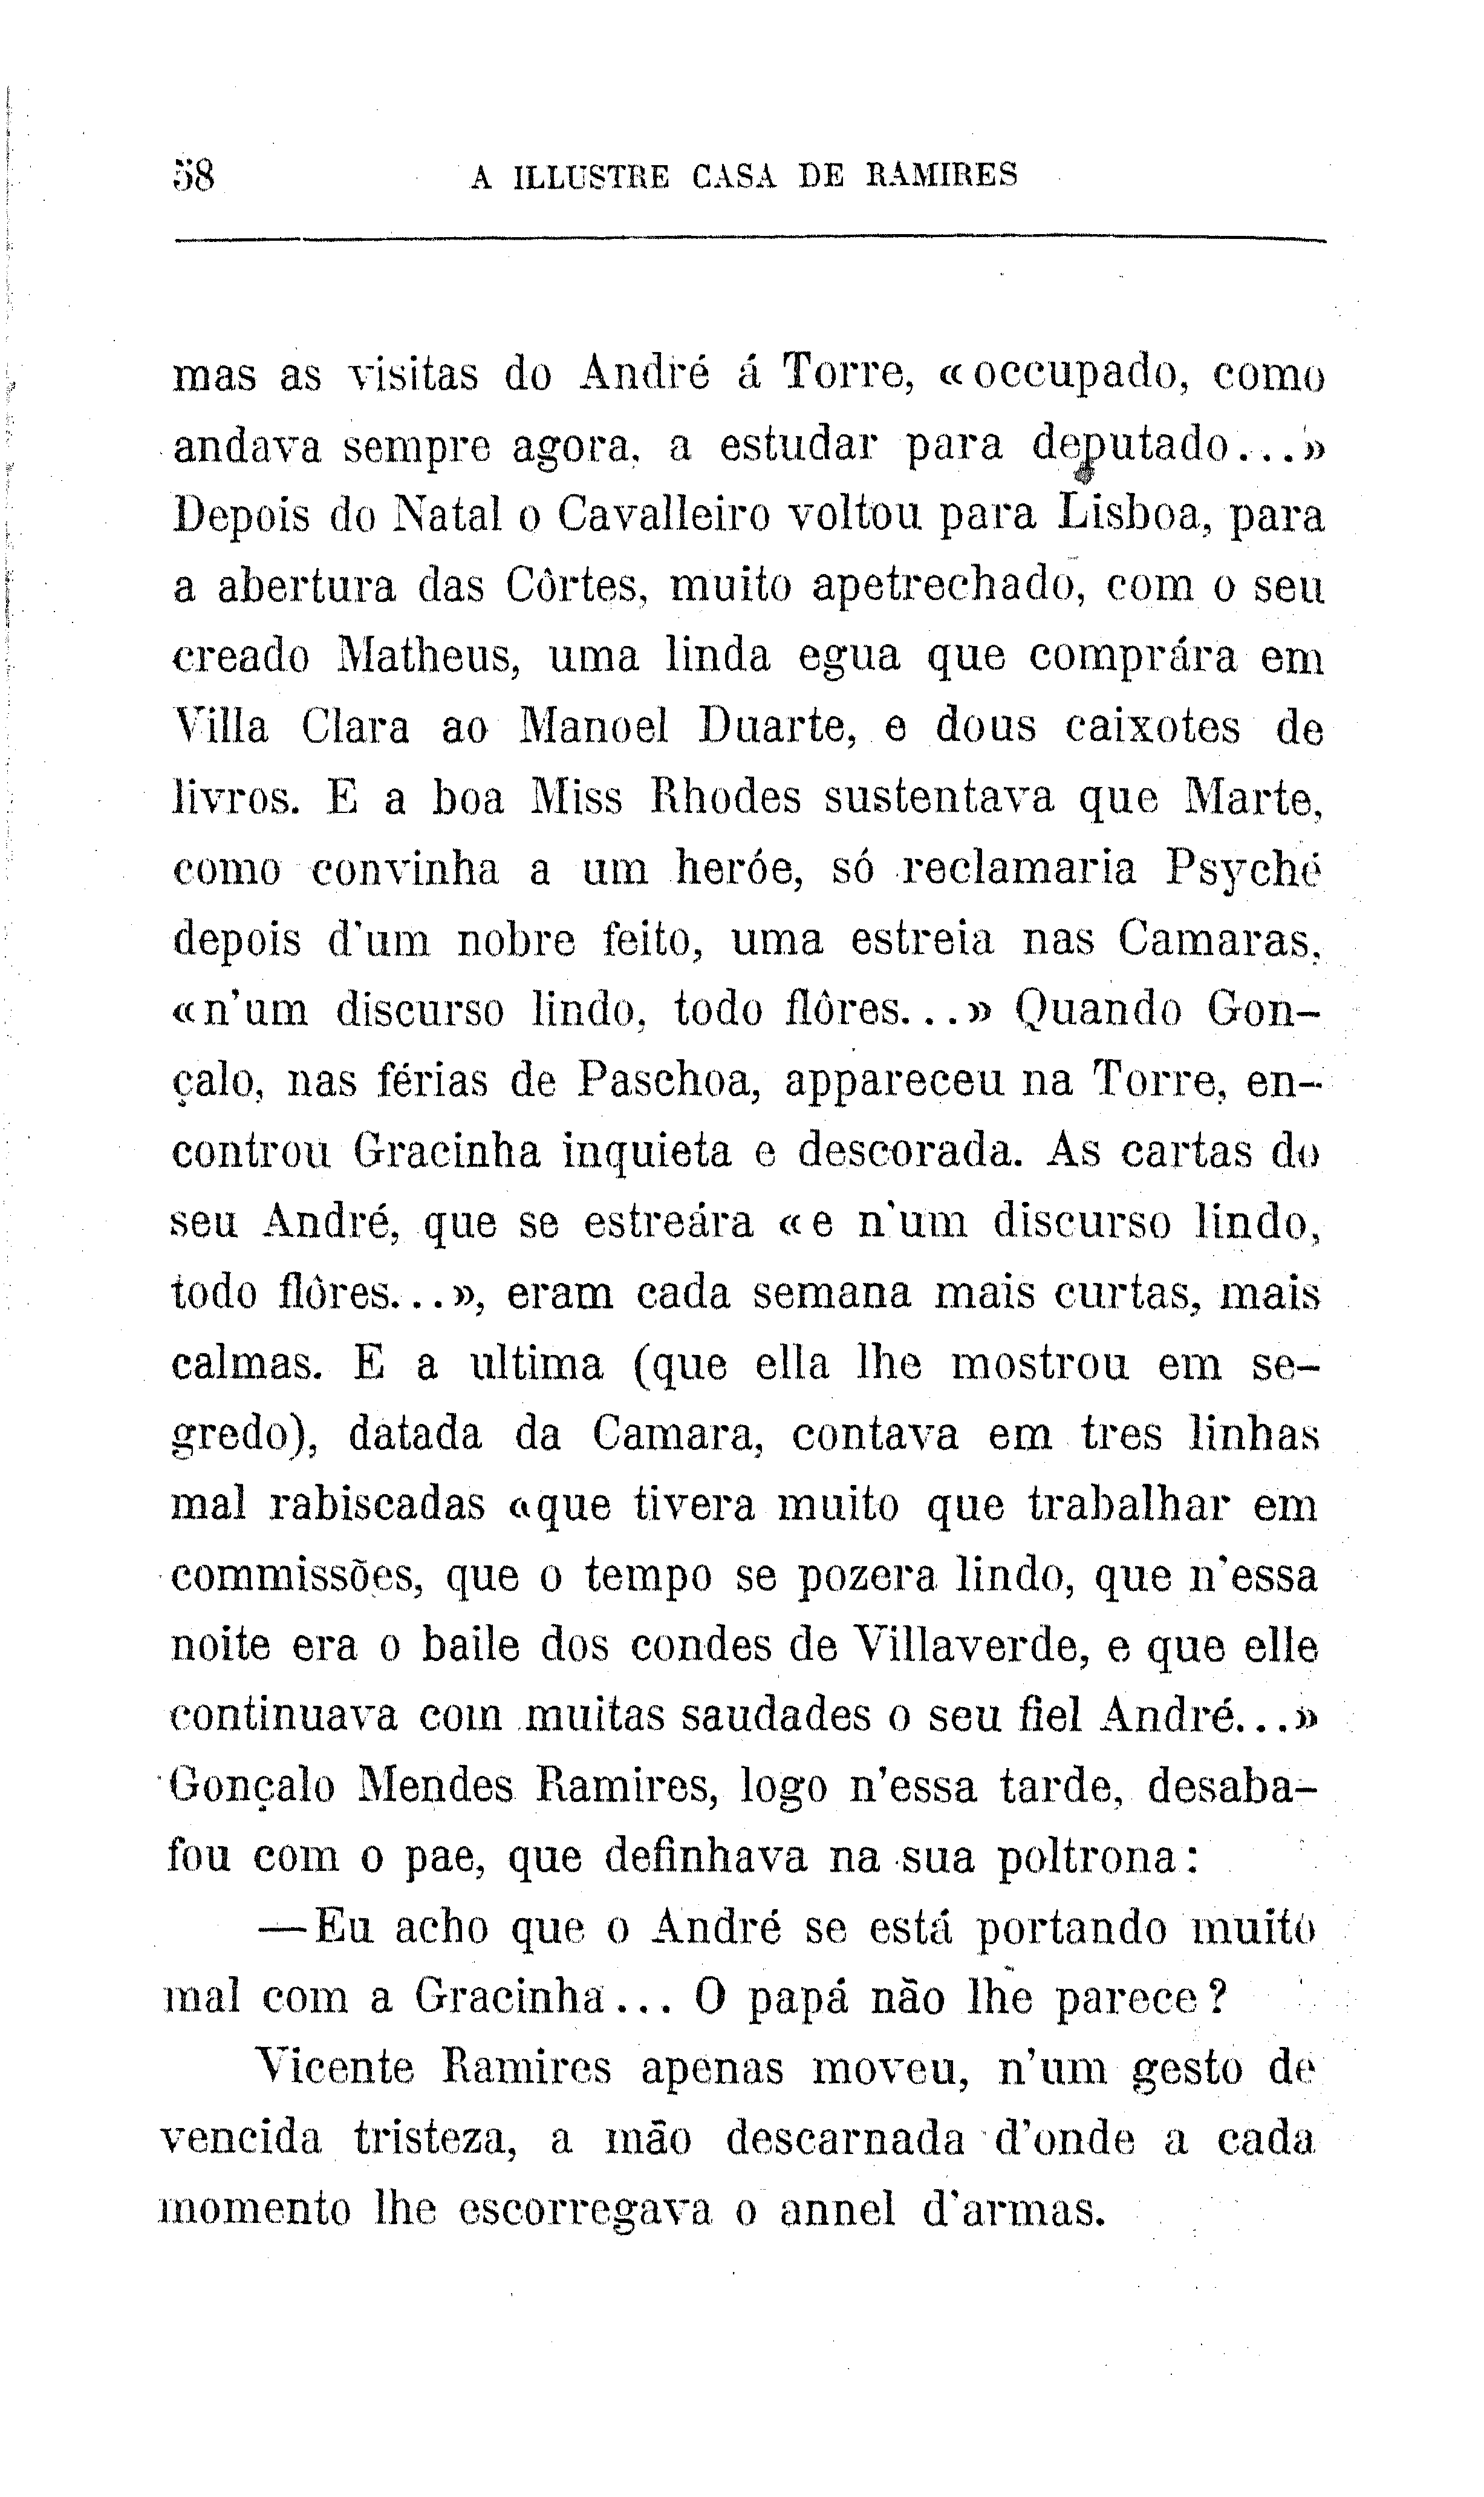 58 A ILLUSTRE CASA DE RAMIRES
mas as visitas do André á Torre, «occupado, como
andava sempre agora, a estudar para deputado...»
Depois do Natal o Cavalleiro voltou para Lisboa, para
a abertura das Côrtes, muito apetrechado, com o seu
creado Matheus, uma linda egua que comprára em
Villa Clara ao Manoel Duarte, e dous caixotes de
livros. E a boa Miss Rhodes sustentava que Marte,
como convinha a um heróe, só reclamaria Psyché
depois d'um nobre feito, uma estreia nas Camaras,
«n'um discurso lindo, todo flôres...» Quando Gon-
çalo, nas férias de Paschoa, appareceu na Torre, en-
controu Gracinha inquieta e descorada. As cartas do
seu André, que se estreára «e n'um discurso lindo,
todo flôres...», eram cada semana mais curtas, mais
calmas. E a ultima (que ella lhe mostrou em se-
gredo), datada da Camara, contava em tres linhas
mal rabiscadas «que tivera muito que trabalhar em
commissões, que o tempo se pozera lindo, que n'essa
noite era o baile dos condes de Villaverde, e que elle
continuava com muitas saudades o seu fiel André...»
Gonçalo Mendes Ramires, logo n'essa tarde, desaba-
fou com o pae, que definhava na sua poltrona:
—Eu acho que o André se está portando muito
mal com a Gracinha... O papá não lhe parece?
Vicente Ramires apenas moveu, n'um gesto de
vencida tristeza, a mão descarnada d'onde a cada
momento lhe escorregava o annel d'armas.